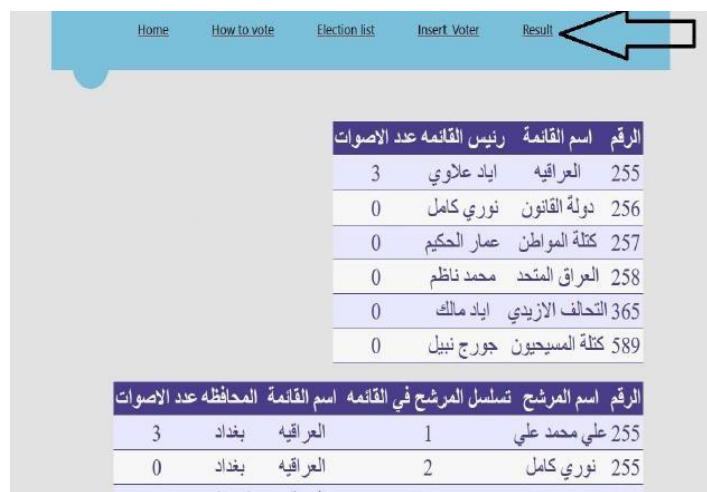 Home How to vote Election list Insert Voter Result
الرقم اسم القائمة رئيس القائمه عدد الاصوات
255 العراقيه اياد علاوي 3
256 دولة القانون نوري كامل 0
257 كتلة المواطن عمار الحكيم 0
258 العراق المتحد محمد ناظم 0
365 التحالف الازيدي اياد مالك 0
589 كتلة المسيحيون جورج نبيل 0
الرقم اسم المرشح تسلسل المرشح في القائمه اسم القائمة المحافظه عدد الاصوات
255 علي محمد علي 1 العراقيه بغداد 3
255 نوري كامل 2 العراقيه بغداد 0